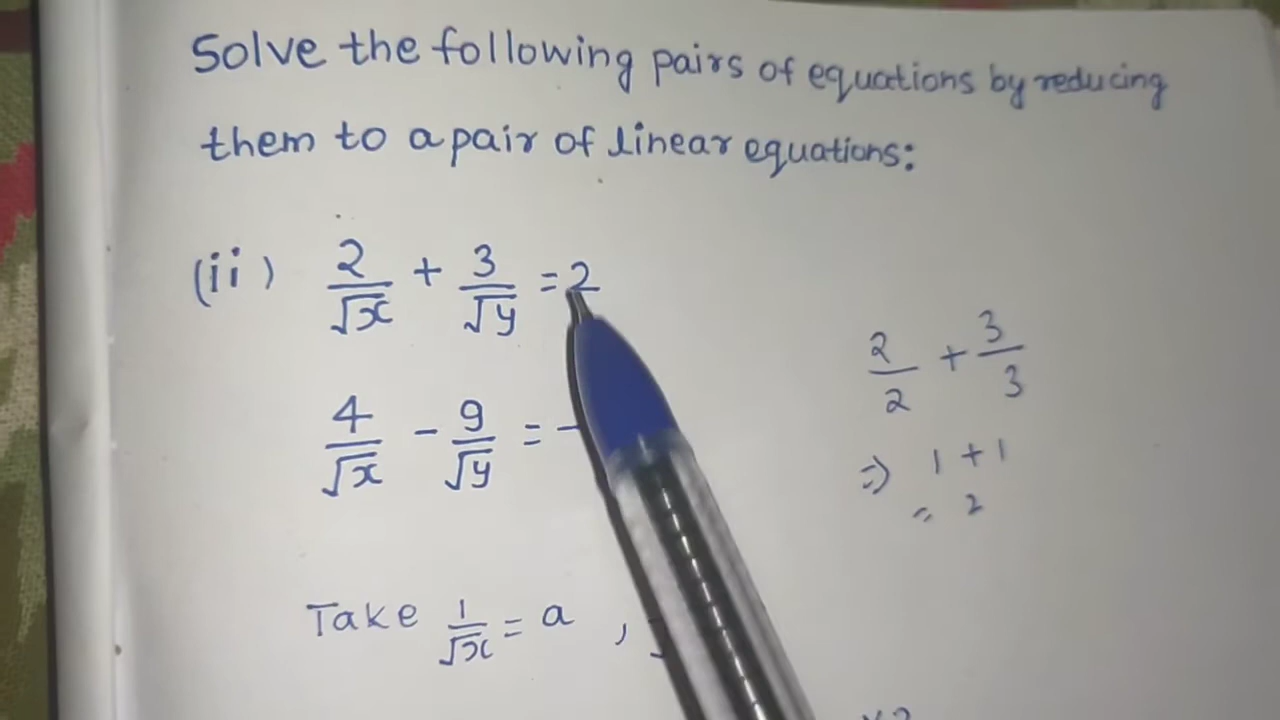 Solve the following pairs of equations by reducing
them to a pair of linear equations:
(ii) 2/√x + 3/√y = 2
4/√x - 9/√y = -
2/2 + 3/3
⇒ 1 + 1
= 2
Take 1/√x = a ,